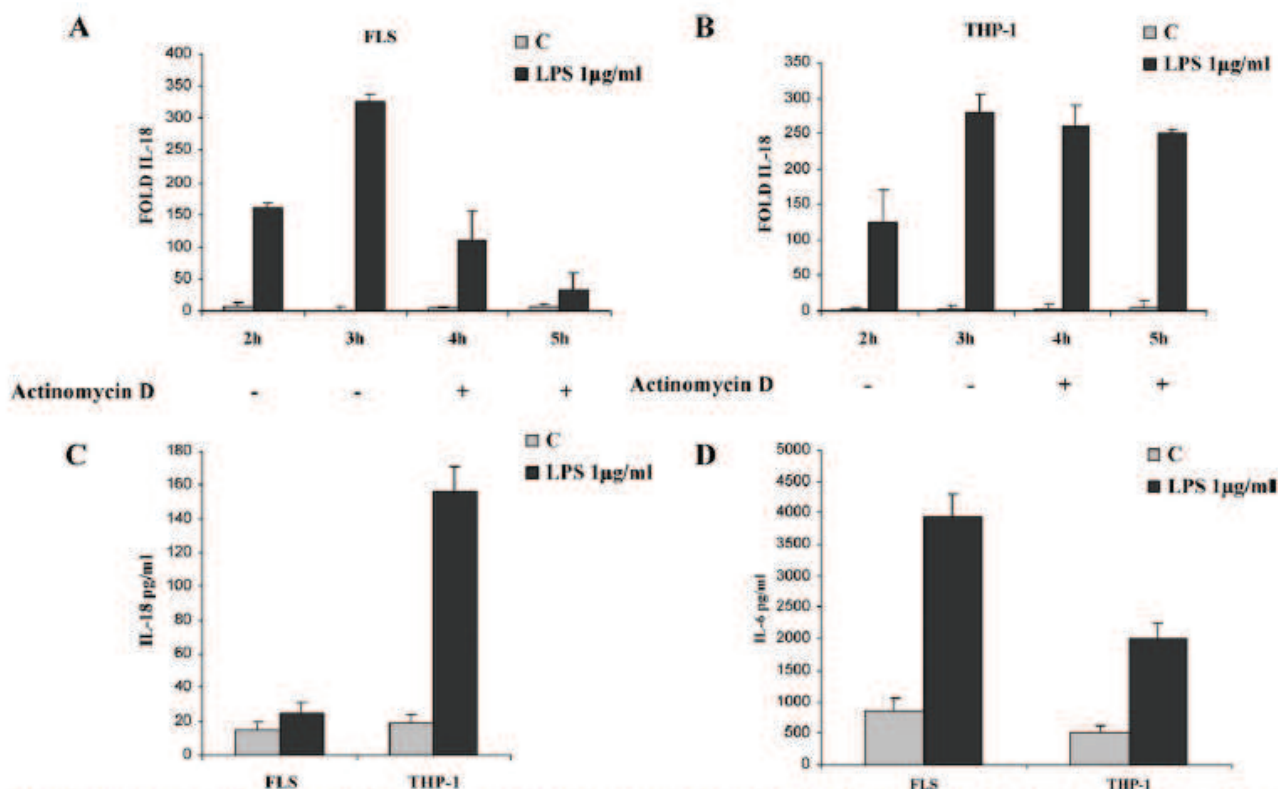 A
FLS
C
LPS 1µg/ml
FOLD IL-18
400
350
300
250
200
150
100
50
0
2h 3h 4h 5h
Actinomycin D - - + +
B
THP-1
C
LPS 1µg/ml
FOLD IL-18
350
300
250
200
150
100
50
0
2h 3h 4h 5h
Actinomycin D - - + +
C
C
LPS 1µg/ml
IL-18 pg/ml
180
160
140
120
100
80
60
40
20
0
FLS THP-1
D
C
LPS 1µg/ml
IL-6 pg/ml
5000
4500
4000
3500
3000
2500
2000
1500
1000
500
0
FLS THP-1